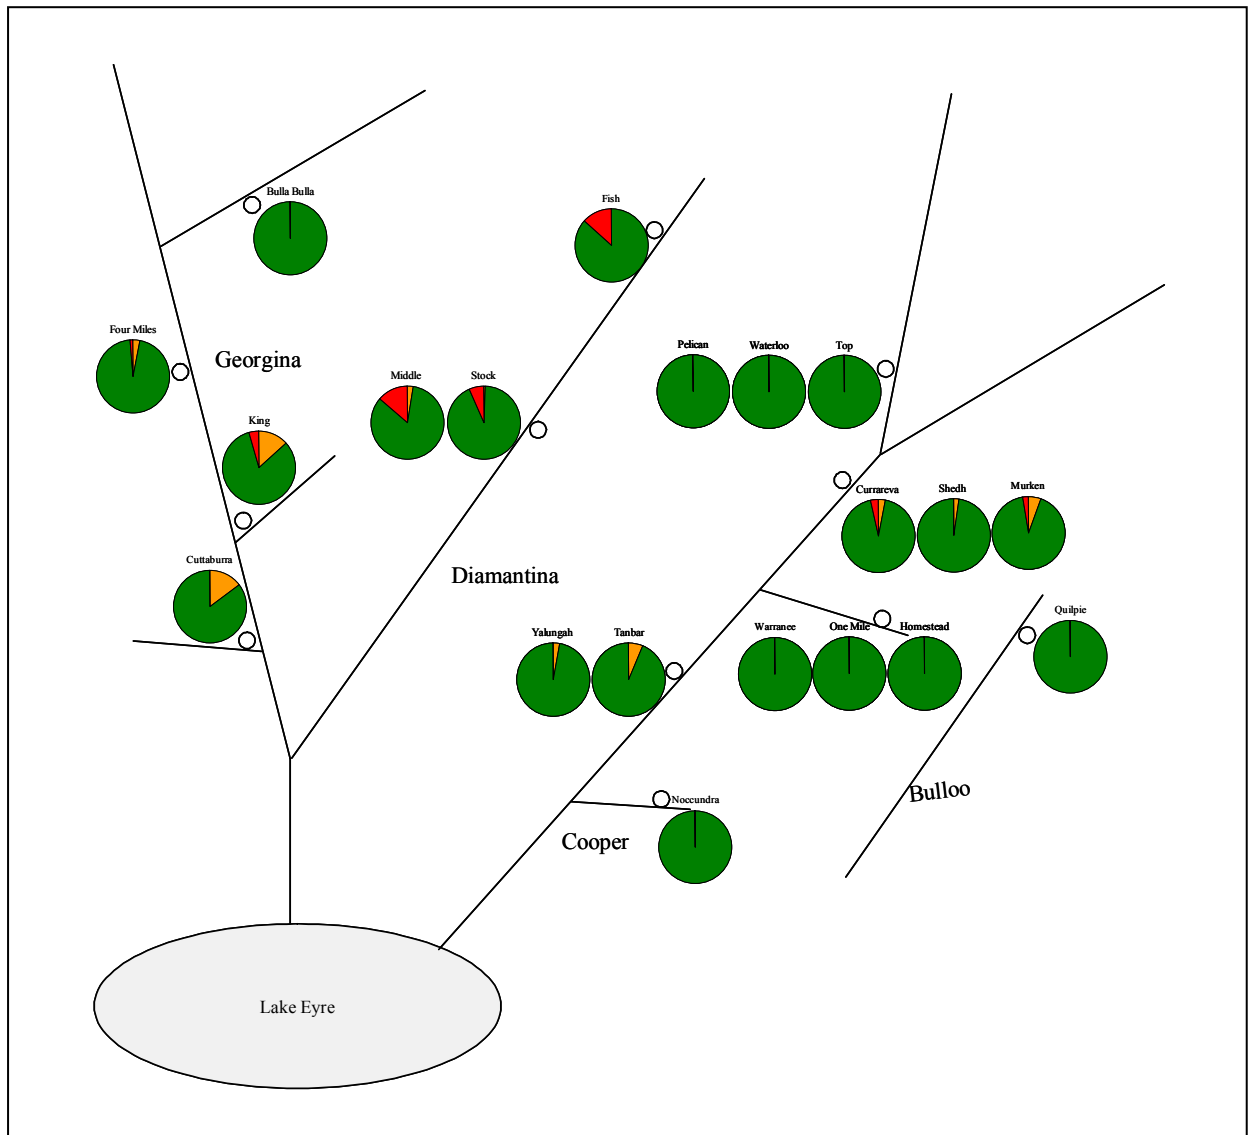 Bulla Bulla
Fish
Four Miles
Georgina
Pelican
Waterloo
Top
Middle
Stock
King
Currareva
Shedh
Murken
Cuttaburra
Diamantina
Quilpie
Yalungah
Tanbar
Warranee
One Mile
Homestead
Bulloo
Noccundra
Cooper
Lake Eyre